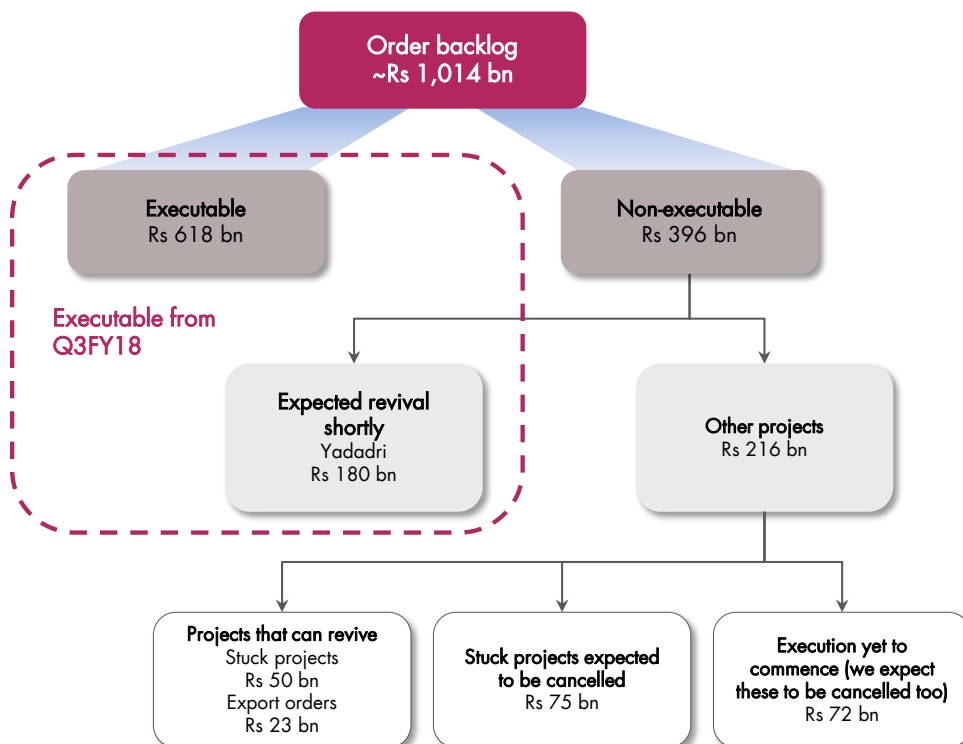 Order backlog
~Rs 1,014 bn
Executable
Rs 618 bn
Non-executable
Rs 396 bn
Executable from
Q3FY18
Expected revival
shortly
Yadadri
Rs 180 bn
Other projects
Rs 216 bn
Projects that can revive
Stuck projects
Rs 50 bn
Export orders
Rs 23 bn
Stuck projects expected
to be cancelled
Rs 75 bn
Execution yet to
commence (we expect
these to be cancelled too)
Rs 72 bn